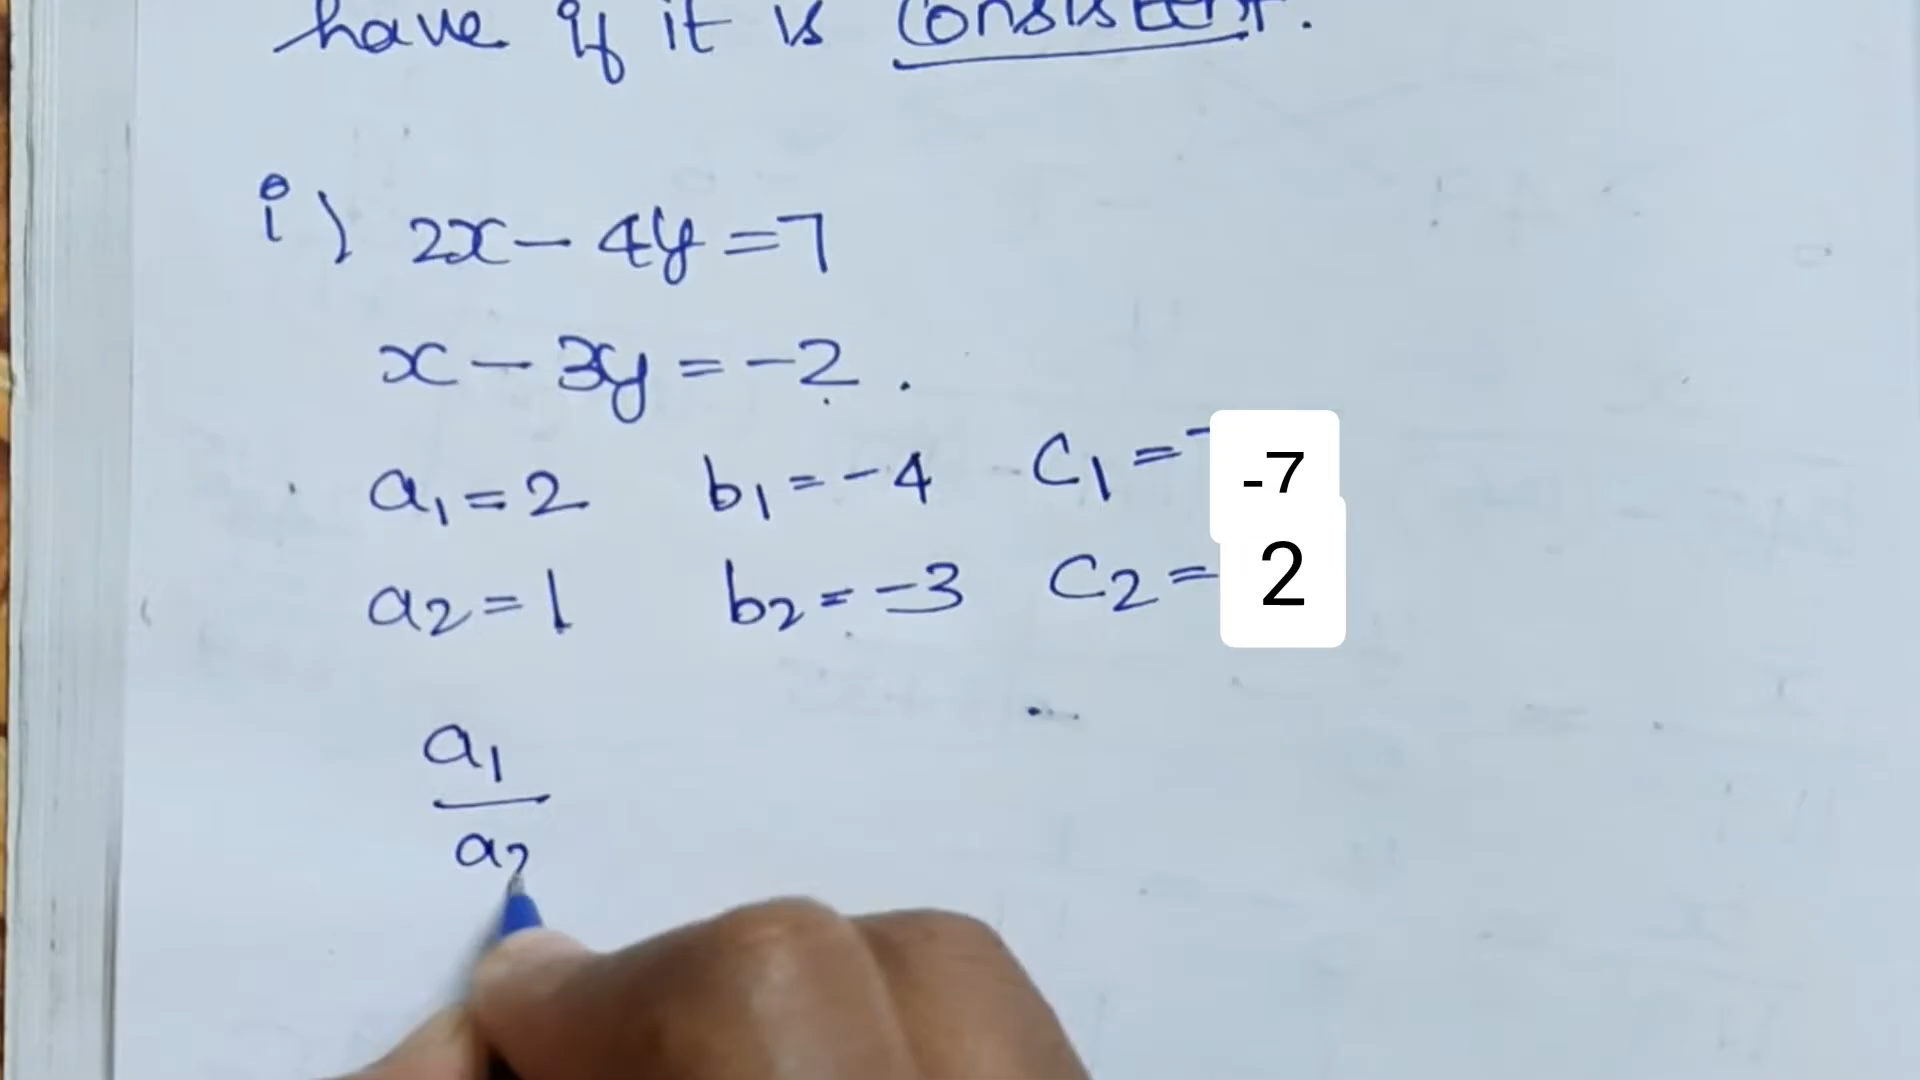 have if it is consistent.
i) 2x - 4y = 7
x - 3y = -2.
a1 = 2 b1 = -4 C1 = -7
a2 = 1 b2 = -3 C2 = 2
a1
a2